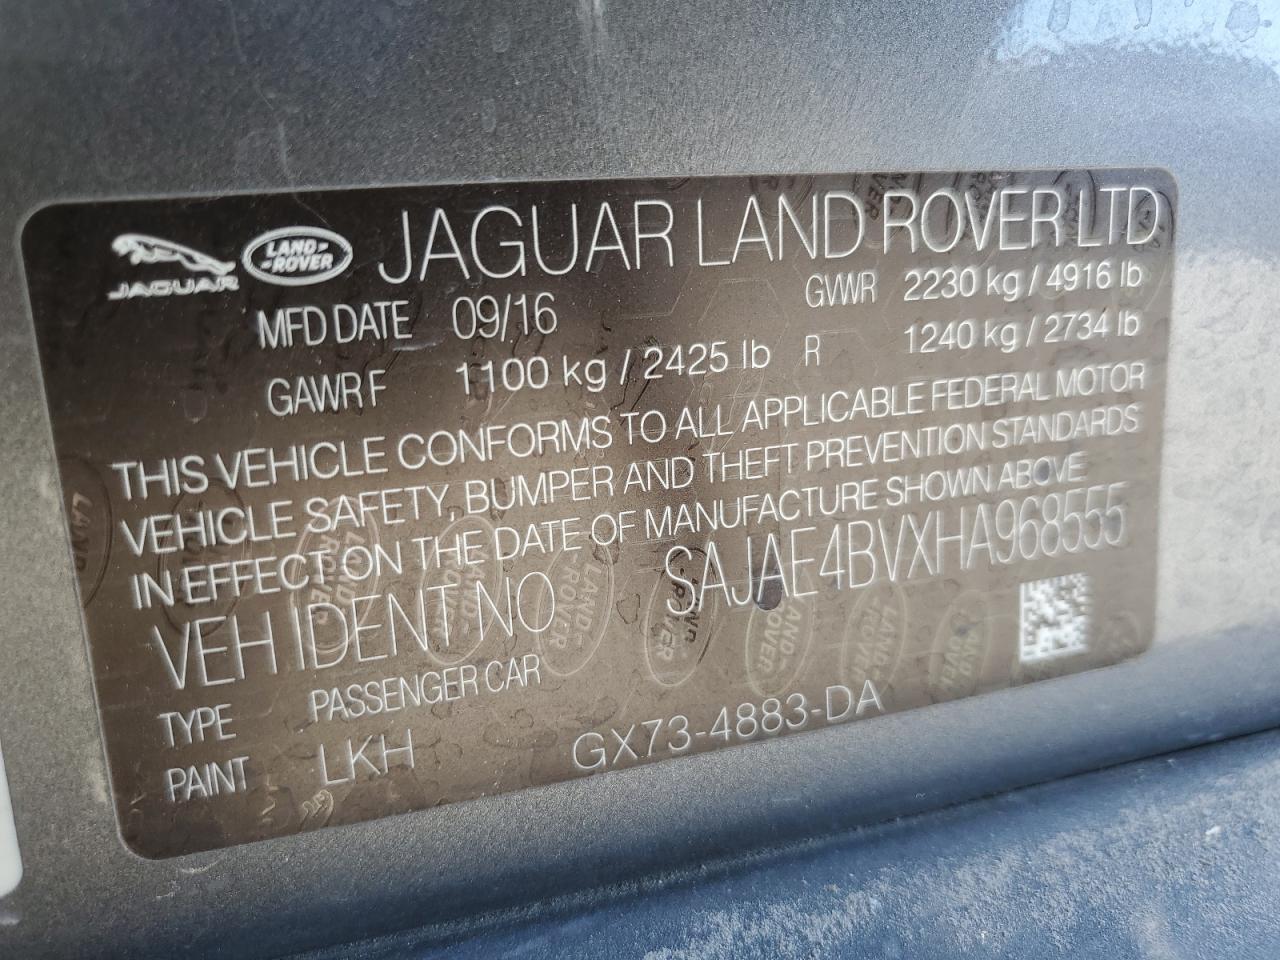 JAGUAR LAND-ROVER JAGUAR LAND ROVER LTD
MFD DATE 09/16 GVWR 2230 kg / 4916 lb
GAWR F 1100 kg / 2425 lb R 1240 kg / 2734 lb
THIS VEHICLE CONFORMS TO ALL APPLICABLE FEDERAL MOTOR
VEHICLE SAFETY, BUMPER AND THEFT PREVENTION STANDARDS
IN EFFECT ON THE DATE OF MANUFACTURE SHOWN ABOVE
VEH IDENT NO SAJAE4BVXHA968555
TYPE PASSENGER CAR
PAINT LKH GX73-4883-DA